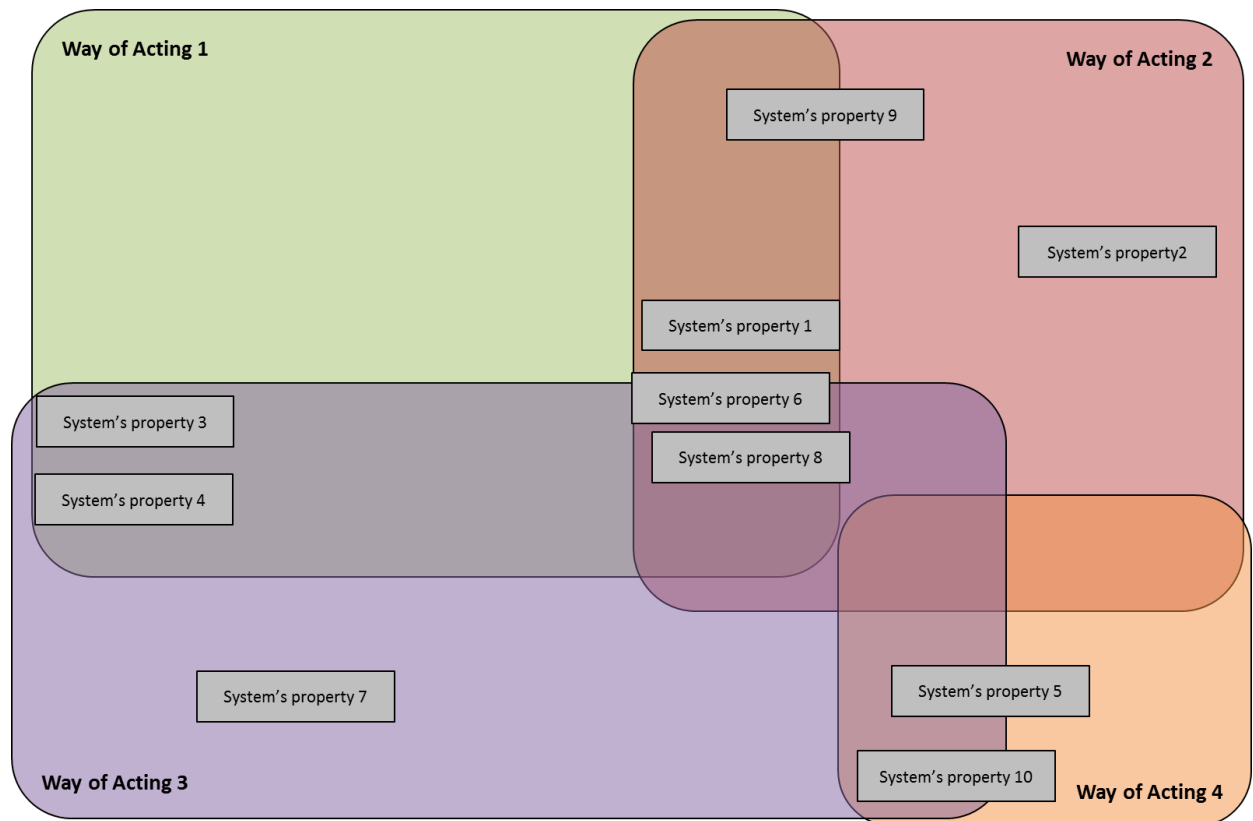 Way of Acting 1
Way of Acting 2
System’s property 9
System’s property2
System’s property 1
System’s property 6
System’s property 3
System’s property 8
System’s property 4
System’s property 5
System’s property 7
System’s property 10
Way of Acting 3
Way of Acting 4